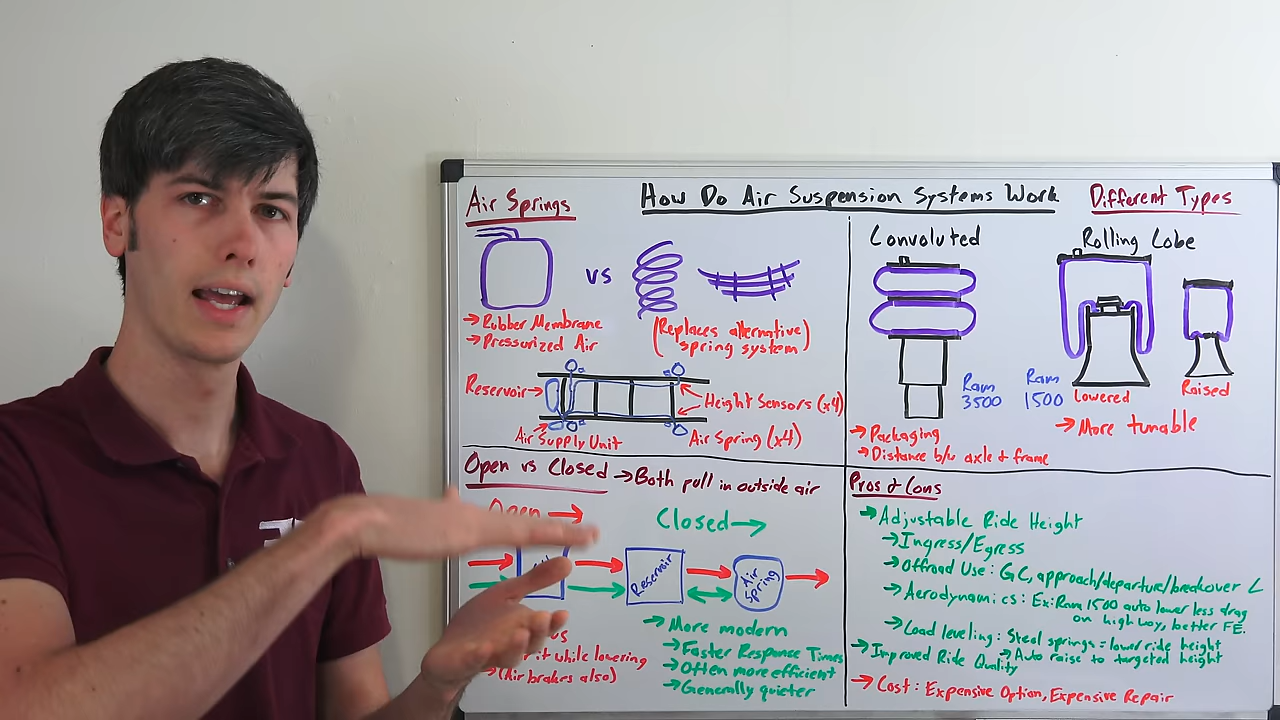 How Do Air Suspension Systems Work
Air Springs
vs
→ Rubber Membrane
→ Pressurized Air
(Replaces alternative)
spring system
Reservoir→
Height Sensors (x4)
Air Supply Unit
Air Spring (x4)
Different Types
Convoluted
Rolling Lobe
Ram
3500
Ram
1500
Lowered
Raised
→ Packaging
→ Distance b/w axle & frame
→ More tunable
Open vs Closed → Both pull in outside air
Open →
Closed →
Reservoir
Air
Spring
it while lowering
→ (Air brakes also)
→ More modern
→ Faster Response Times
→ Often more efficient
→ Generally quieter
Pros & Cons
→ Adjustable Ride Height
→ Ingress/Egress
→ Offroad Use: GC, approach/departure/breakover ∠
→ Aerodynamics: Ex: Ram 1500 auto lower less drag
on highway, better FE.
→ Load leveling: Steel springs = lower ride height
→ Auto raise to targeted height
→ Improved Ride Quality
→ Cost: Expensive Option, Expensive Repair